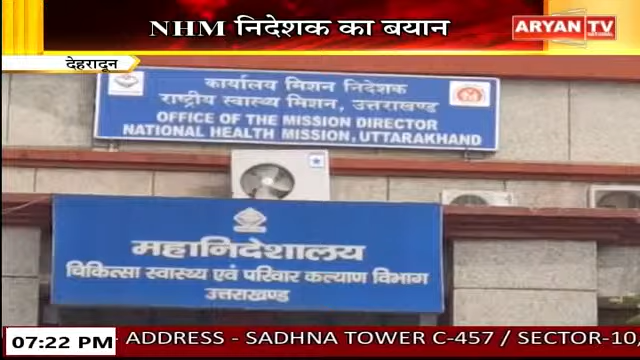 NHM निदेशक का बयान
ARYAN TV
NATIONAL
देहरादून
कार्यालय मिशन निदेशक
राष्ट्रीय स्वास्थ्य मिशन, उत्तराखण्ड
OFFICE OF THE MISSION DIRECTOR
NATIONAL HEALTH MISSION, UTTARAKHAND
महानिदेशालय
चिकित्सा स्वास्थ्य एवं परिवार कल्याण विभाग
उत्तराखण्ड
07:22 PM - ADDRESS - SADHNA TOWER C-457 / SECTOR-10/